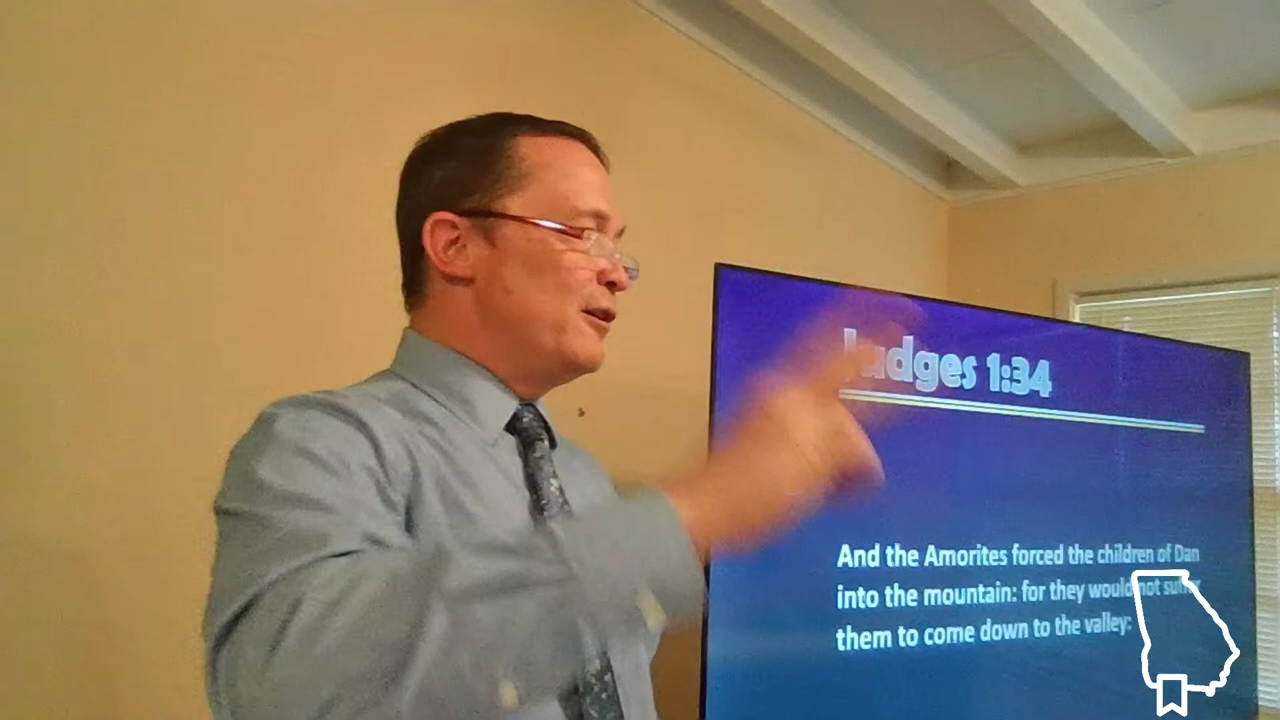 Judges 1:34
And the Amorites forced the children of Dan
into the mountain: for they would not suffer
them to come down to the valley: